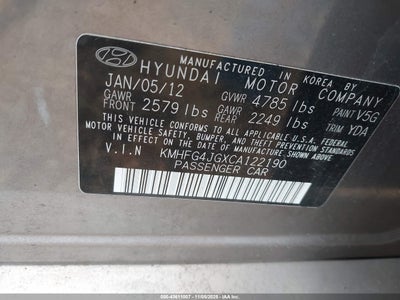 MANUFACTURED IN KOREA BY
HYUNDAI MOTOR COMPANY
JAN/05/12 GVWR 4785 lbs PAINT V5G
GAWR FRONT 2579 lbs GAWR REAR 2249 lbs TRIM YDA
THIS VEHICLE CONFORMS TO ALL APPLICABLE U.S.A. FEDERAL
MOTOR VEHICLE SAFETY, BUMPER, AND THEFT PREVENTION STANDARDS
IN EFFECT ON THE DATE OF MANUFACTURE SHOWN ABOVE.
V.I.N KMHFG4JGXCA122190
PASSENGER CAR